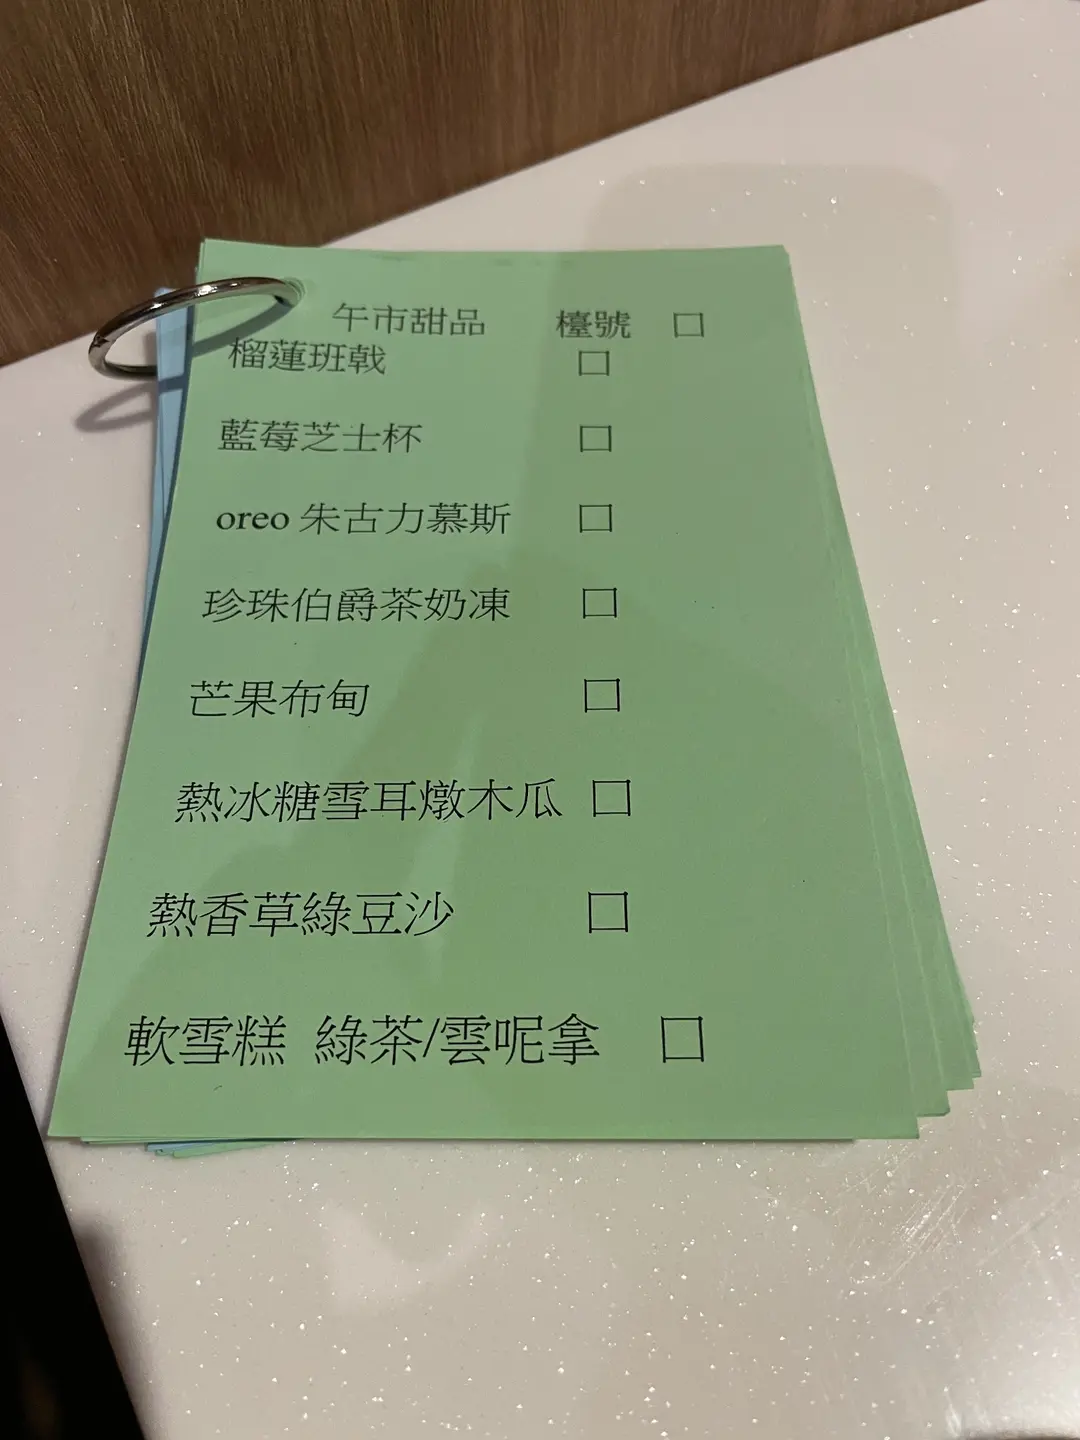 午市甜品 檯號 □
榴蓮班戟 □
藍莓芝士杯 □
oreo 朱古力慕斯 □
珍珠伯爵茶奶凍 □
芒果布甸 □
熱冰糖雪耳燉木瓜 □
熱香草綠豆沙 □
軟雪糕 綠茶/雲呢拿 □